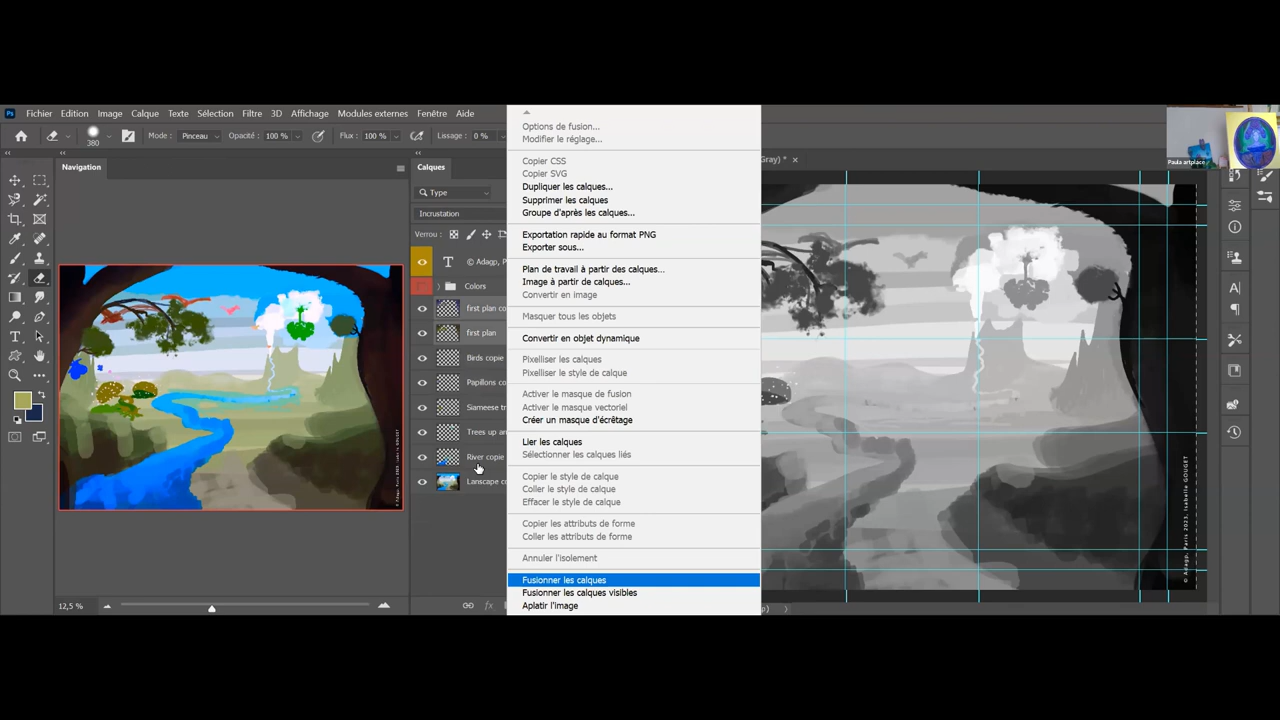 Ps Fichier Edition Image Calque Texte Sélection Filtre 3D Affichage Modules externes Fenêtre Aide
380 Mode : Pinceau Opacité : 100 % Flux : 100 % Lissage : 0 %
Navigation
Calques
Type
Incrustation
Verrou :
T © Adagp, P
Colors
first plan co
first plan
Birds copie
Papillons co
Siameese tr
Trees up an
River copie
Lanscape co
12,5 %
fx
Options de fusion...
Modifier le réglage...
Copier CSS
Copier SVG
Dupliquer les calques...
Supprimer les calques
Groupe d'après les calques...
Exportation rapide au format PNG
Exporter sous...
Plan de travail à partir des calques...
Image à partir de calques...
Convertir en image
Masquer tous les objets
Convertir en objet dynamique
Pixelliser les calques
Pixelliser le style de calque
Activer le masque de fusion
Activer le masque vectoriel
Créer un masque d'écrêtage
Lier les calques
Sélectionner les calques liés
Copier le style de calque
Coller le style de calque
Effacer le style de calque
Copier les attributs de forme
Coller les attributs de forme
Annuler l'isolement
Fusionner les calques
Fusionner les calques visibles
Aplatir l'image
Gray) *
© Adagp, Paris 2023, Isabelle GOUGET
Paula artplace